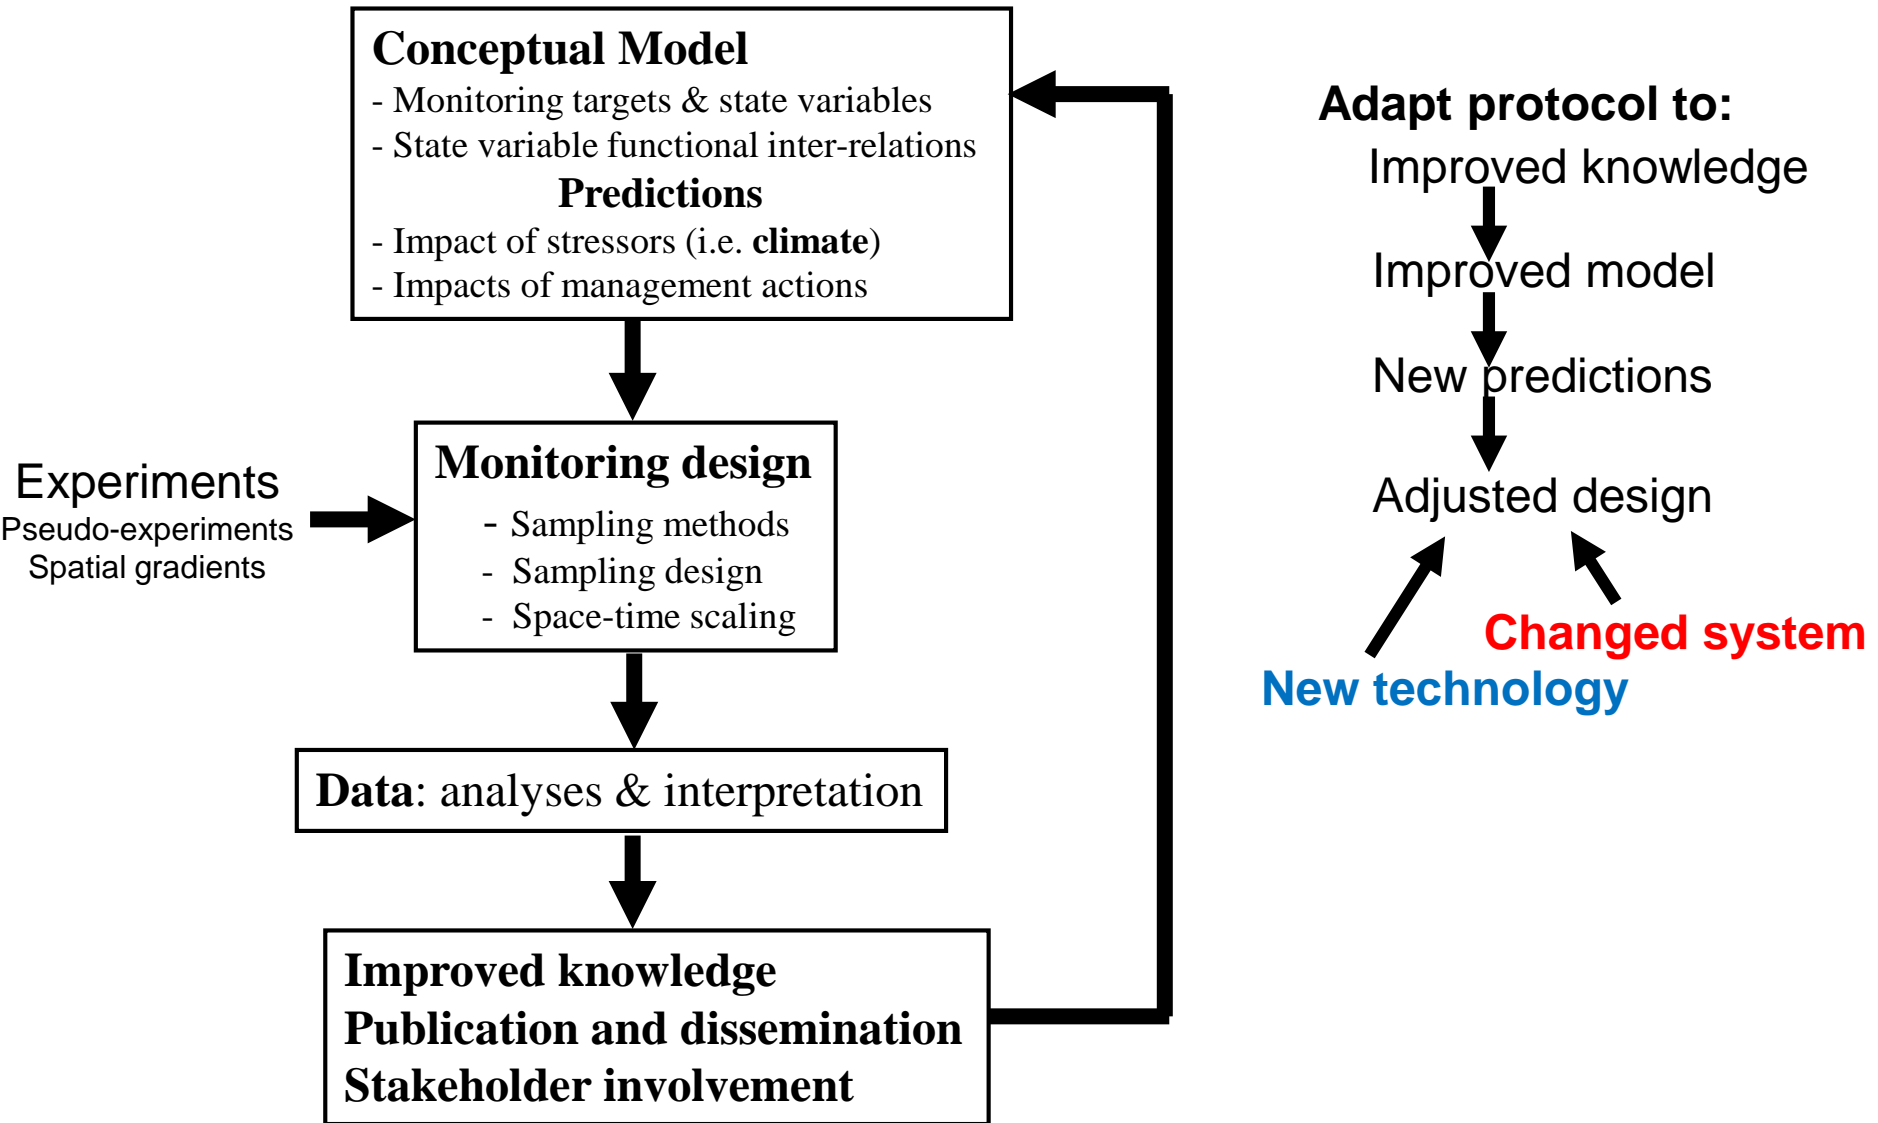 Conceptual Model
- Monitoring targets & state variables
- State variable functional inter-relations
Predictions
- Impact of stressors (i.e. climate)
- Impacts of management actions
Experiments
Pseudo-experiments
Spatial gradients
Monitoring design
- Sampling methods
- Sampling design
- Space-time scaling
Data: analyses & interpretation
Improved knowledge
Publication and dissemination
Stakeholder involvement
Adapt protocol to:
Improved knowledge
Improved model
New predictions
Adjusted design
Changed system
New technology